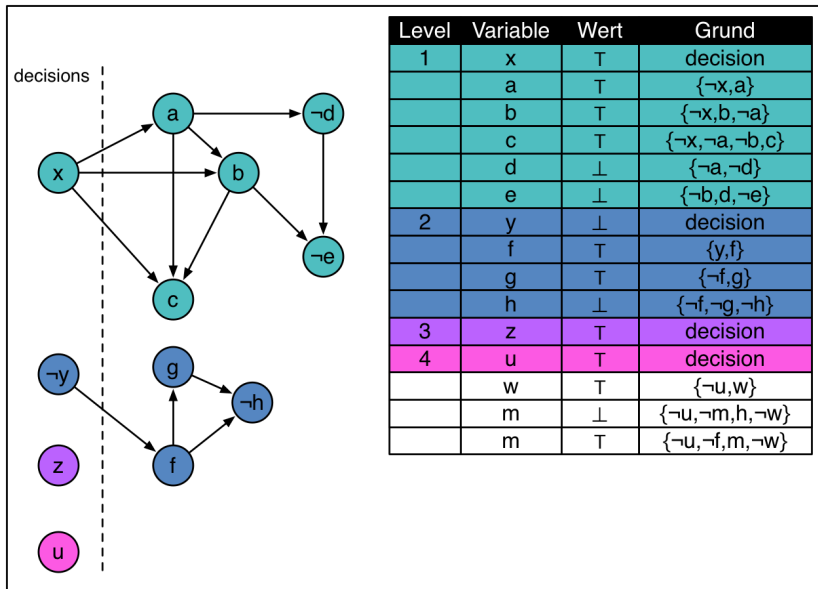 decisions
a
¬d
x
b
¬e
c
¬y
g
¬h
z
f
u
Level Variable Wert Grund
1 x ⊤ decision
a ⊤ {¬x,a}
b ⊤ {¬x,b,¬a}
c ⊤ {¬x,¬a,¬b,c}
d ⊥ {¬a,¬d}
e ⊥ {¬b,d,¬e}
2 y ⊥ decision
f ⊤ {y,f}
g ⊤ {¬f,g}
h ⊥ {¬f,¬g,¬h}
3 z ⊤ decision
4 u ⊤ decision
w ⊤ {¬u,w}
m ⊥ {¬u,¬m,h,¬w}
m ⊤ {¬u,¬f,m,¬w}